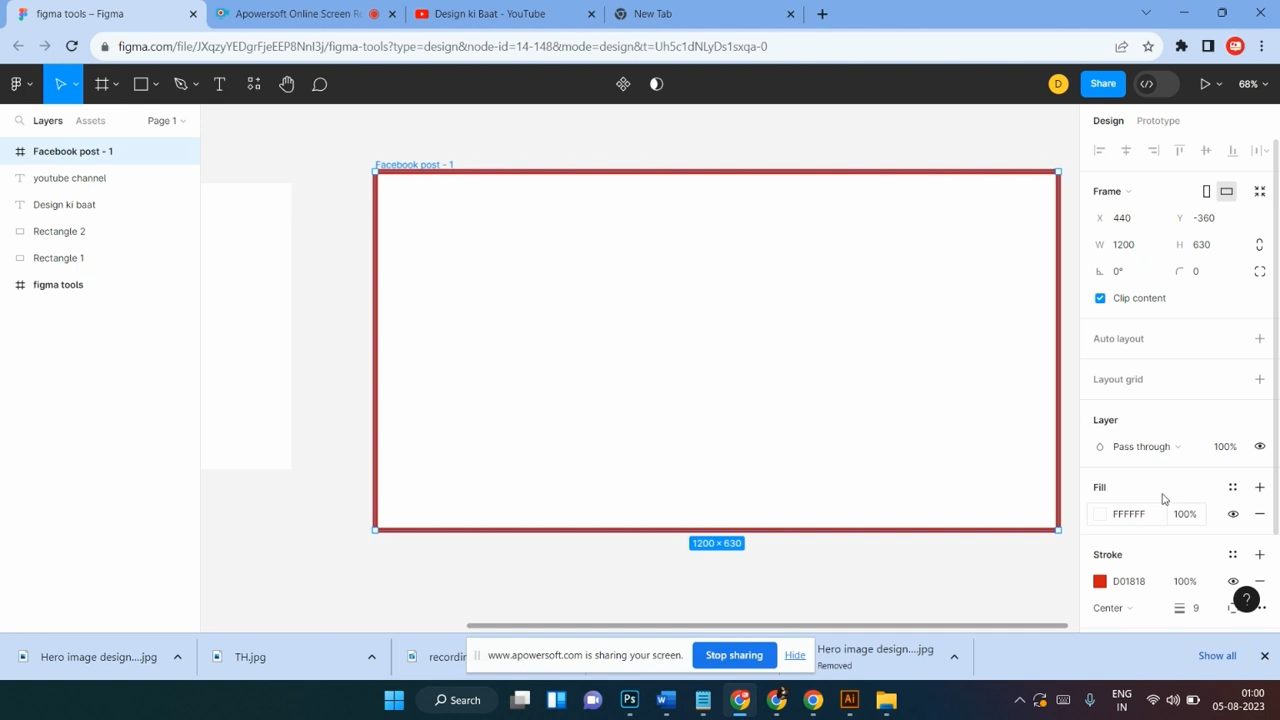 figma tools – Figma
Apowersoft Online Screen Re
Design ki Baat - YouTube
New Tab
figma.com/file/JXqzyYEDgrFjeEEP8NnI3j/figma-tools?type=design&node-id=14-148&mode=design&t=Uh5c1dNLyDs1sxqa-0
D
Share
68%
Layers
Assets
Page 1
Design
Prototype
Facebook post - 1
youtube channel
Design ki baat
Rectangle 2
Rectangle 1
figma tools
Facebook post - 1
1200 × 630
Frame
X 440 Y -360
W 1200 H 630
0° 0
Clip content
Auto layout
Layout grid
Layer
Pass through 100%
Fill
FFFFFF 100%
Stroke
D01818 100%
Center 9
?
Hero image design....jpg
TH.jpg
recordin
www.apowersoft.com is sharing your screen.
Stop sharing
Hide
Hero image design....jpg
Removed
Show all
Search
ENG
IN
01:00
05-08-2023